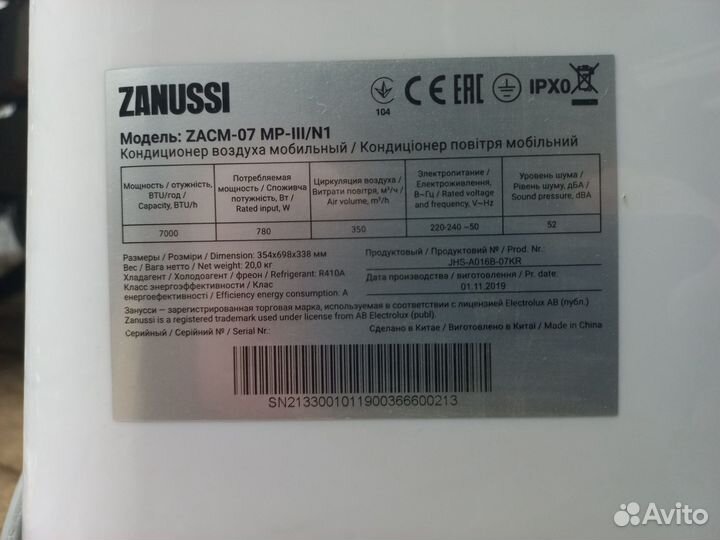 ZANUSSI
104
CE EAC IPX0
Модель: ZACM-07 MP-III/N1
Кондиционер воздуха мобильный / Кондиціонер повітря мобільний
Мощность / отужність,
BTU/год /
Capacity, BTU/h
Потребляемая
мощность / Споживча
потужність, Вт /
Rated input, W
Циркуляция воздуха /
Витрати повітря, м³/ч /
Air volume, m³/h
Электропитание /
Електроживлення,
В~Гц / Rated voltage
and frequency, V~Hz
Уровень шума /
Рівень шуму, дБА /
Sound pressure, dBA
7000
780
350
220-240 ~50
52
Размеры / Розміри / Dimension: 354x698x338 мм
Вес / Вага нетто / Net weight: 20,0 кг
Хладагент / Холодоагент / фреон / Refrigerant: R410A
Класс энергоэффективности / Клас
енергоефективності / Efficiency energy consumption: A
Продуктовый / Продуктовий № / Prod. Nr.:
JHS-A016B-07KR
Дата производства / виготовлення / Pr. date:
01.11.2019
Занусси – зарегистрированная торговая марка, используемая в соответствии с лицензией Electrolux AB (публ.)
Zanussi is a registered trademark used under license from AB Electrolux (publ).
Серийный / Серійний № / Serial Nr.:
Сделано в Китае / Виготовлено в Китаї / Made in China
SN2133001011900366600213
Avito